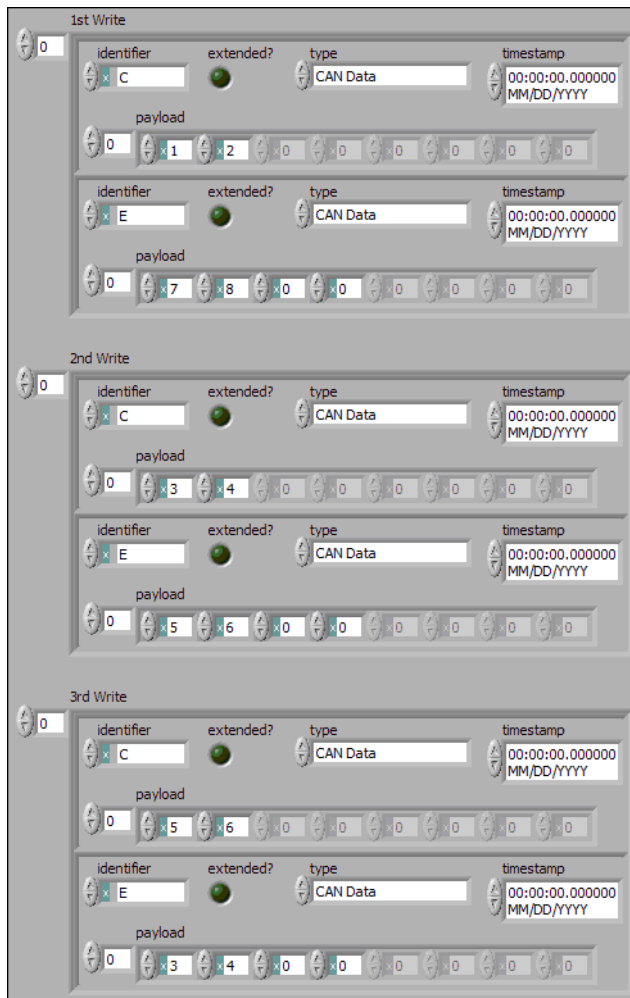 1st Write
0
identifier extended? type timestamp
x C CAN Data 00:00:00.000000
MM/DD/YYYY
payload
0 x 1 x 2 x 0 x 0 x 0 x 0 x 0 x 0
identifier extended? type timestamp
x E CAN Data 00:00:00.000000
MM/DD/YYYY
payload
0 x 7 x 8 x 0 x 0 x 0 x 0 x 0 x 0
2nd Write
0
identifier extended? type timestamp
x C CAN Data 00:00:00.000000
MM/DD/YYYY
payload
0 x 3 x 4 x 0 x 0 x 0 x 0 x 0 x 0
identifier extended? type timestamp
x E CAN Data 00:00:00.000000
MM/DD/YYYY
payload
0 x 5 x 6 x 0 x 0 x 0 x 0 x 0 x 0
3rd Write
0
identifier extended? type timestamp
x C CAN Data 00:00:00.000000
MM/DD/YYYY
payload
0 x 5 x 6 x 0 x 0 x 0 x 0 x 0 x 0
identifier extended? type timestamp
x E CAN Data 00:00:00.000000
MM/DD/YYYY
payload
0 x 3 x 4 x 0 x 0 x 0 x 0 x 0 x 0